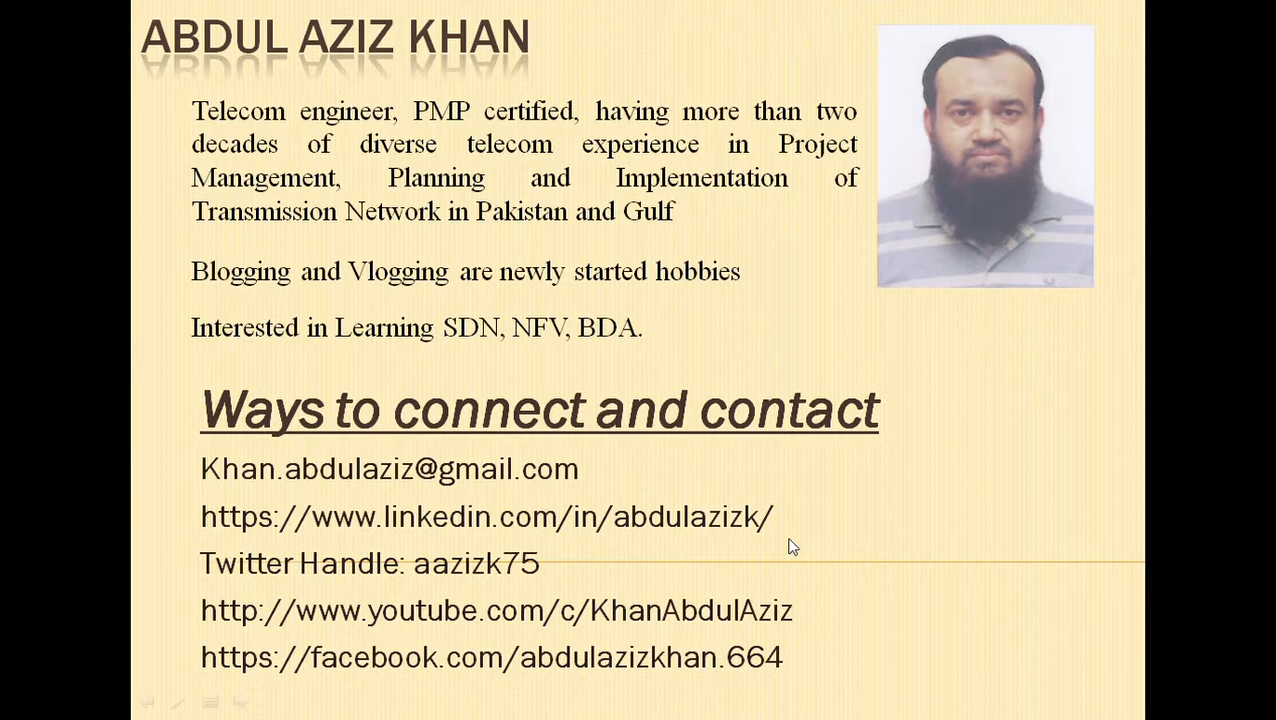 ABDUL AZIZ KHAN
Telecom engineer, PMP certified, having more than two
decades of diverse telecom experience in Project
Management, Planning and Implementation of
Transmission Network in Pakistan and Gulf
Blogging and Vlogging are newly started hobbies
Interested in Learning SDN, NFV, BDA.
Ways to connect and contact
Khan.abdulaziz@gmail.com
https://www.linkedin.com/in/abdulazizk/
Twitter Handle: aazizk75
http://www.youtube.com/c/KhanAbdulAziz
https://facebook.com/abdulazizkhan.664